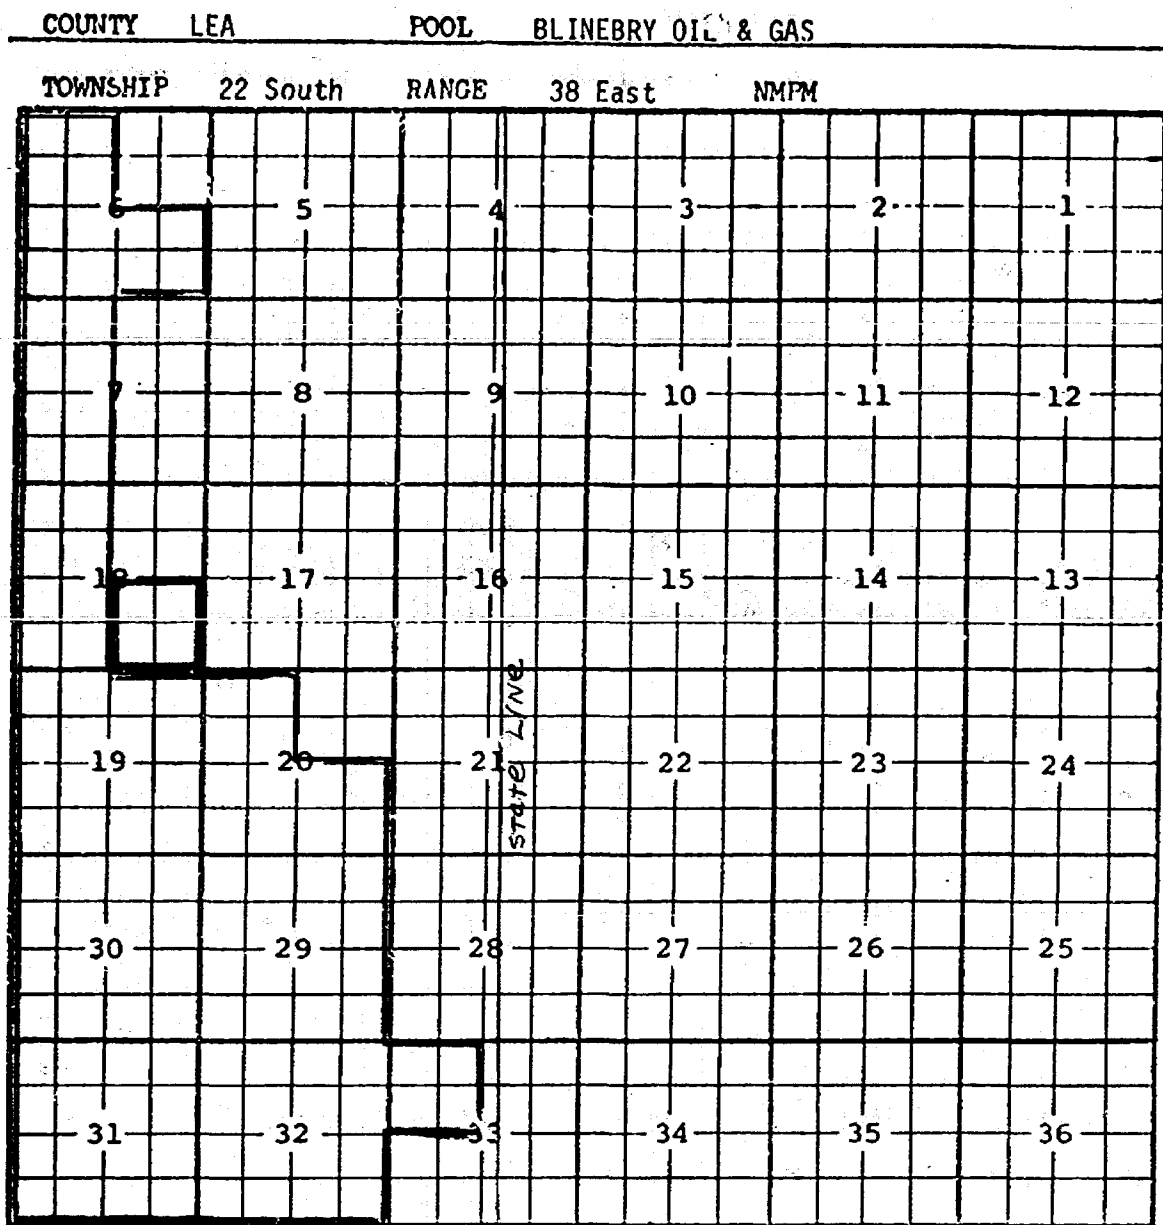 COUNTY LEA POOL BLINEBRY OIL & GAS
TOWNSHIP 22 South RANGE 38 East NMPM
6 5 4 3 2 1
7 8 9 10 11 12
18 17 16 15 14 13
STATE LINE
19 20 21 22 23 24
30 29 28 27 26 25
31 32 33 34 35 36